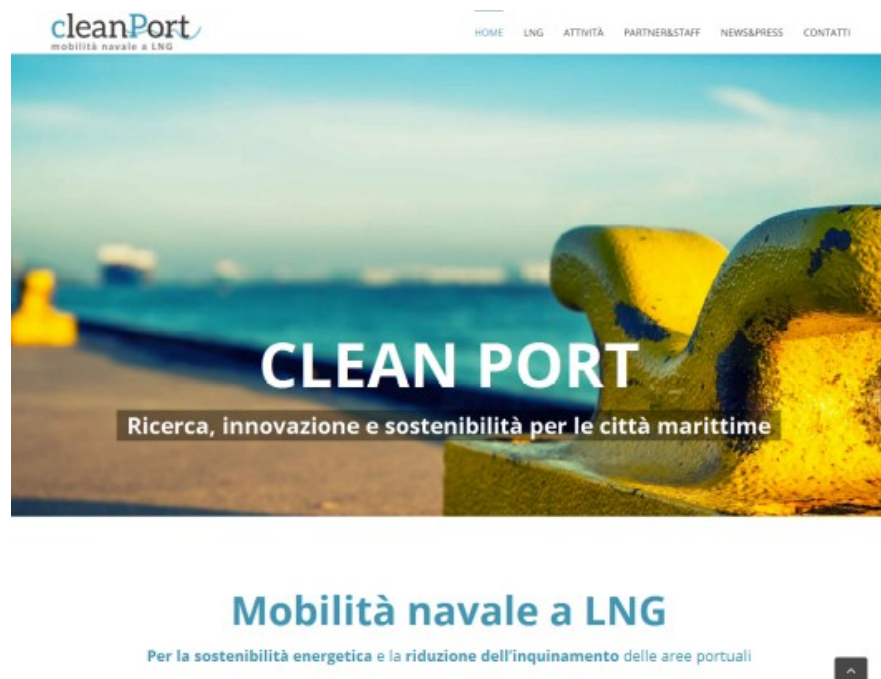 cleanPort
mobilità navale a LNG
HOME LNG ATTIVITÀ PARTNER&STAFF NEWS&PRESS CONTATTI
CLEAN PORT
Ricerca, innovazione e sostenibilità per le città marittime
Mobilità navale a LNG
Per la sostenibilità energetica e la riduzione dell'inquinamento delle aree portuali